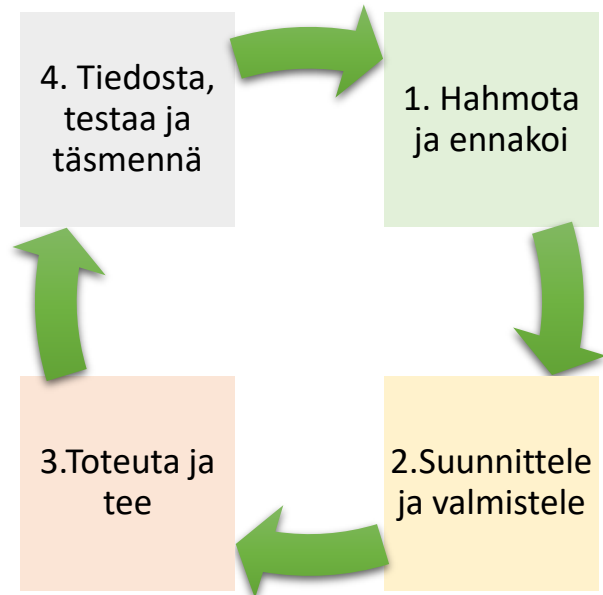 4. Tiedosta,
testaa ja
täsmennä
1. Hahmota
ja ennakoi
3.Toteuta ja
tee
2.Suunnittele
ja valmistele